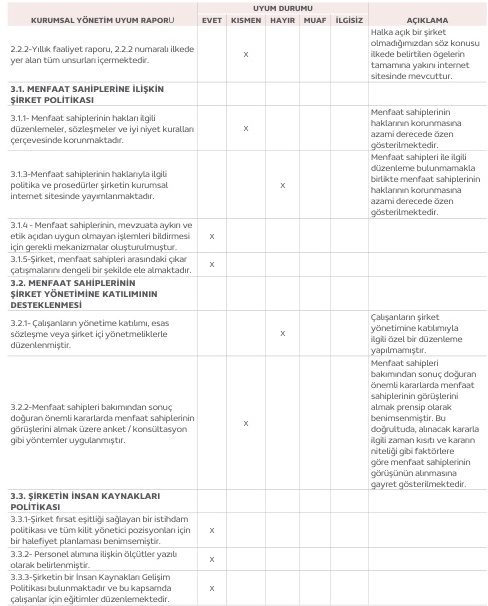 UYUM DURUMU
KURUMSAL YÖNETİM UYUM RAPORU EVET KISMEN HAYIR MUAF İLGİSİZ AÇIKLAMA
2.2.2-Yıllık faaliyet raporu, 2.2.2 numaralı ilkede
yer alan tüm unsurları içermektedir.
X
Halka açık bir şirket
olmadığımızdan söz konusu
ilkede belirtilen ögelerin
tamamına yakını internet
sitesinde mevcuttur.
3.1. MENFAAT SAHİPLERİNE İLİŞKİN
ŞİRKET POLİTİKASI
3.1.1- Menfaat sahiplerinin hakları ilgili
düzenlemeler, sözleşmeler ve iyi niyet kuralları
çerçevesinde korunmaktadır.
X
Menfaat sahiplerinin
haklarının korunmasına
azami derecede özen
gösterilmektedir.
3.1.3-Menfaat sahiplerinin haklarıyla ilgili
politika ve prosedürler şirketin kurumsal
internet sitesinde yayımlanmaktadır.
X
Menfaat sahipleri ile ilgili
düzenleme bulunmamakla
birlikte menfaat sahiplerinin
haklarının korunmasına
azami derecede özen
gösterilmektedir.
3.1.4 - Menfaat sahiplerinin, mevzuata aykırı ve
etik açıdan uygun olmayan işlemleri bildirmesi
için gerekli mekanizmalar oluşturulmuştur.
X
3.1.5-Şirket, menfaat sahipleri arasındaki çıkar
çatışmalarını dengeli bir şekilde ele almaktadır.
X
3.2. MENFAAT SAHİPLERİNİN
ŞİRKET YÖNETİMİNE KATILIMININ
DESTEKLENMESİ
3.2.1- Çalışanların yönetime katılımı, esas
sözleşme veya şirket içi yönetmeliklerle
düzenlenmiştir.
X
Çalışanların şirket
yönetimine katılımıyla
ilgili özel bir düzenleme
yapılmamıştır.
3.2.2-Menfaat sahipleri bakımından sonuç
doğuran önemli kararlarda menfaat sahiplerinin
görüşlerini almak üzere anket / konsültasyon
gibi yöntemler uygulanmıştır.
X
Menfaat sahipleri
bakımından sonuç doğuran
önemli kararlarda menfaat
sahiplerinin görüşlerini
almak prensip olarak
benimsenmiştir. Bu
doğrultuda, alınacak kararla
ilgili zaman kısıtı ve kararın
niteliği gibi faktörlere
göre menfaat sahiplerinin
görüşünün alınmasına
gayret gösterilmektedir.
3.3. ŞİRKETİN İNSAN KAYNAKLARI
POLİTİKASI
3.3.1-Şirket fırsat eşitliği sağlayan bir istihdam
politikası ve tüm kilit yönetici pozisyonları için
bir halefiyet planlaması benimsemiştir.
X
3.3.2- Personel alımına ilişkin ölçütler yazılı
olarak belirlenmiştir.
X
3.3.3-Şirketin bir İnsan Kaynakları Gelişim
Politikası bulunmaktadır ve bu kapsamda
çalışanlar için eğitimler düzenlemektedir.
X